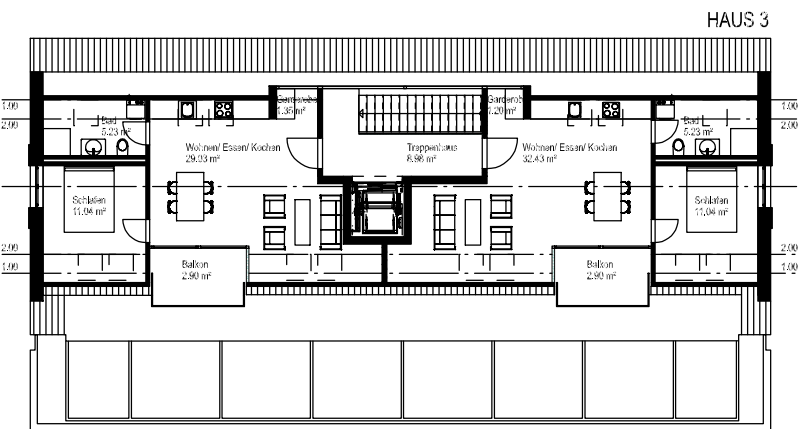 HAUS 3
1.00
2.00
Bad
5.23 m²
Wohnen/ Essen/ Kochen
29.93 m²
Garderobe
1.35 m²
Treppenhaus
8.98 m²
Garderob
1.20 m²
Wohnen/ Essen/ Kochen
32.43 m²
Bad
5.23 m²
1.00
2.00
Schlafen
11.04 m²
Schlafen
11.04 m²
2.00
1.00
Balkon
2.90 m²
Balkon
2.90 m²
2.00
1.00